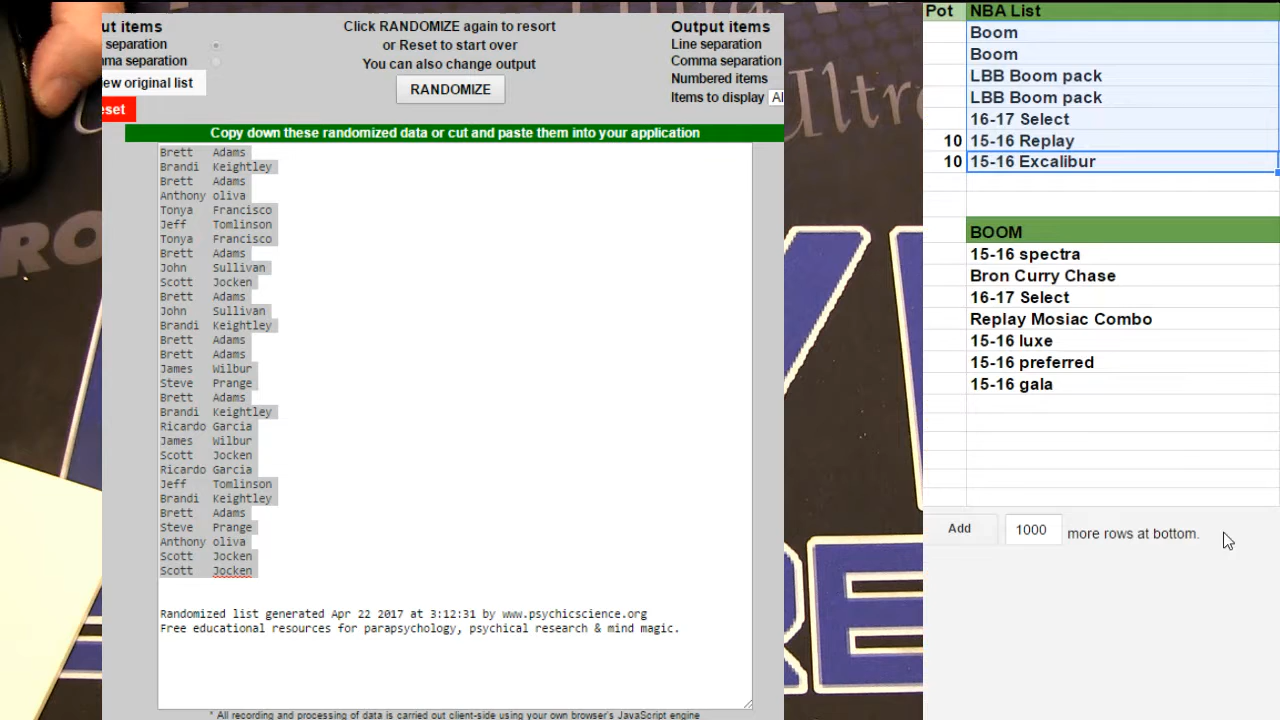 ut items
separation
ma separation
ew original list
set
Click RANDOMIZE again to resort
or Reset to start over
You can also change output
RANDOMIZE
Output items
Line separation
Comma separation
Numbered items
Items to display Al
Copy down these randomized data or cut and paste them into your application
Brett Adams
Brandi Keightley
Brett Adams
Anthony oliva
Tonya Francisco
Jeff Tomlinson
Tonya Francisco
Brett Adams
John Sullivan
Scott Jocken
Brett Adams
John Sullivan
Brandi Keightley
Brett Adams
Brett Adams
James Wilbur
Steve Prange
Brett Adams
Brandi Keightley
Ricardo Garcia
James Wilbur
Scott Jocken
Ricardo Garcia
Jeff Tomlinson
Brandi Keightley
Brett Adams
Steve Prange
Anthony oliva
Scott Jocken
Scott Jocken
Randomized list generated Apr 22 2017 at 3:12:31 by www.psychicscience.org
Free educational resources for parapsychology, psychical research & mind magic.
* All recording and processing of data is carried out client-side using your own browser's JavaScript engine
Pot NBA List
Boom
Boom
LBB Boom pack
LBB Boom pack
16-17 Select
10 15-16 Replay
10 15-16 Excalibur
BOOM
15-16 spectra
Bron Curry Chase
16-17 Select
Replay Mosiac Combo
15-16 luxe
15-16 preferred
15-16 gala
Add 1000 more rows at bottom.